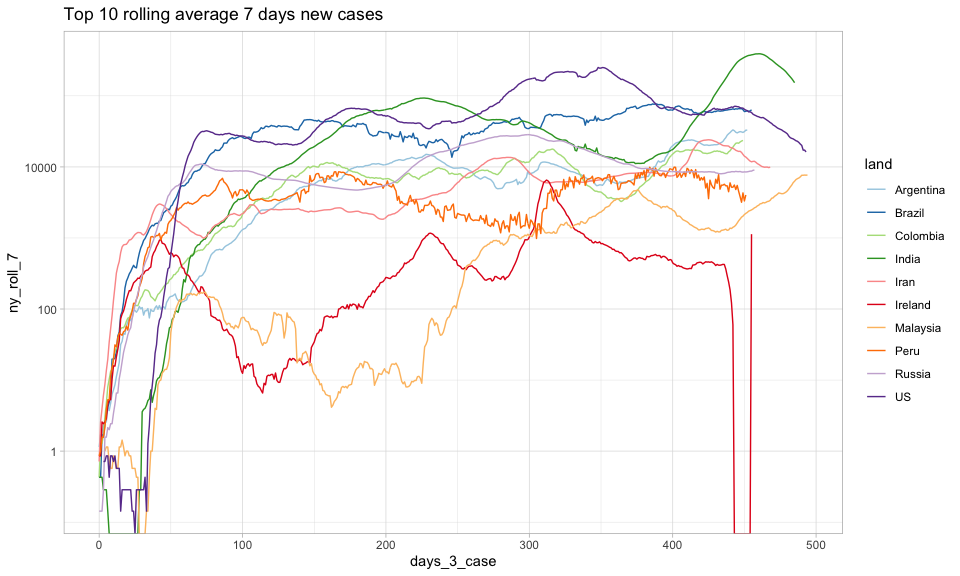 Top 10 rolling average 7 days new cases
ny_roll_7
10000
100
1
0
100
200
300
400
500
days_3_case
land
Argentina
Brazil
Colombia
India
Iran
Ireland
Malaysia
Peru
Russia
US